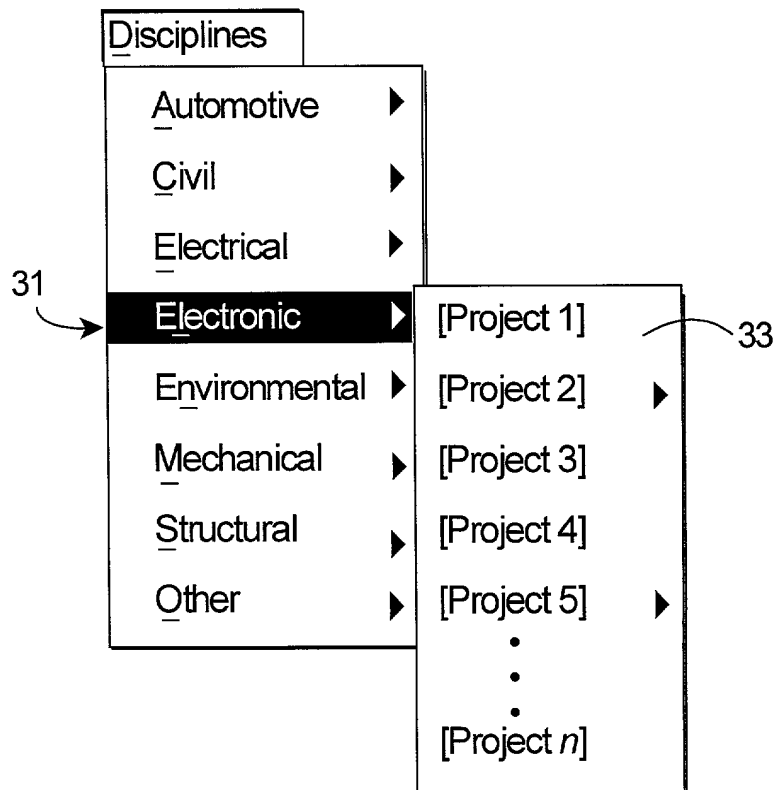 Disciplines
Automotive
Civil
Electrical
31
Electronic
Environmental
Mechanical
Structural
Other
[Project 1]
33
[Project 2]
[Project 3]
[Project 4]
[Project 5]
[Project n]